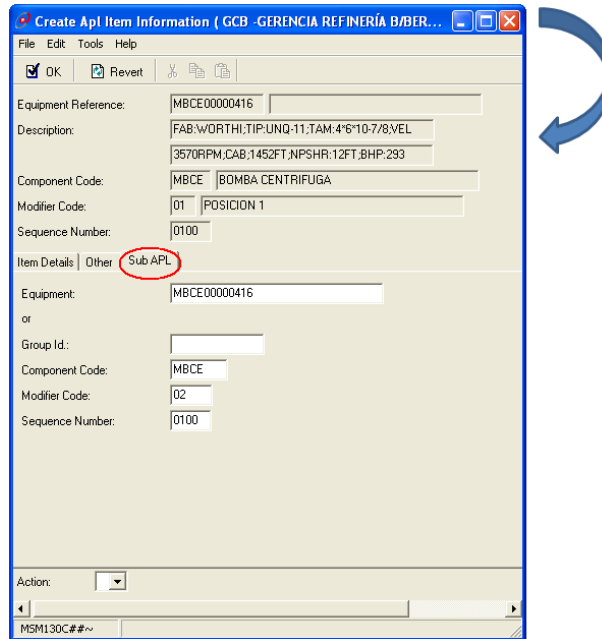 Create Apl Item Information ( GCB -GERENCIA REFINERÍA B/BER...
File Edit Tools Help
OK Revert
Equipment Reference: MBCE00000416
Description: FAB:WORTHI;TIP:UNQ-11;TAM:4*6*10-7/8;VEL
3570RPM;CAB;1452FT;NPSHR:12FT;BHP:293
Component Code: MBCE BOMBA CENTRIFUGA
Modifier Code: 01 POSICION 1
Sequence Number: 0100
Item Details Other Sub APL
Equipment: MBCE00000416
or
Group Id.:
Component Code: MBCE
Modifier Code: 02
Sequence Number: 0100
Action:
MSM130C##~